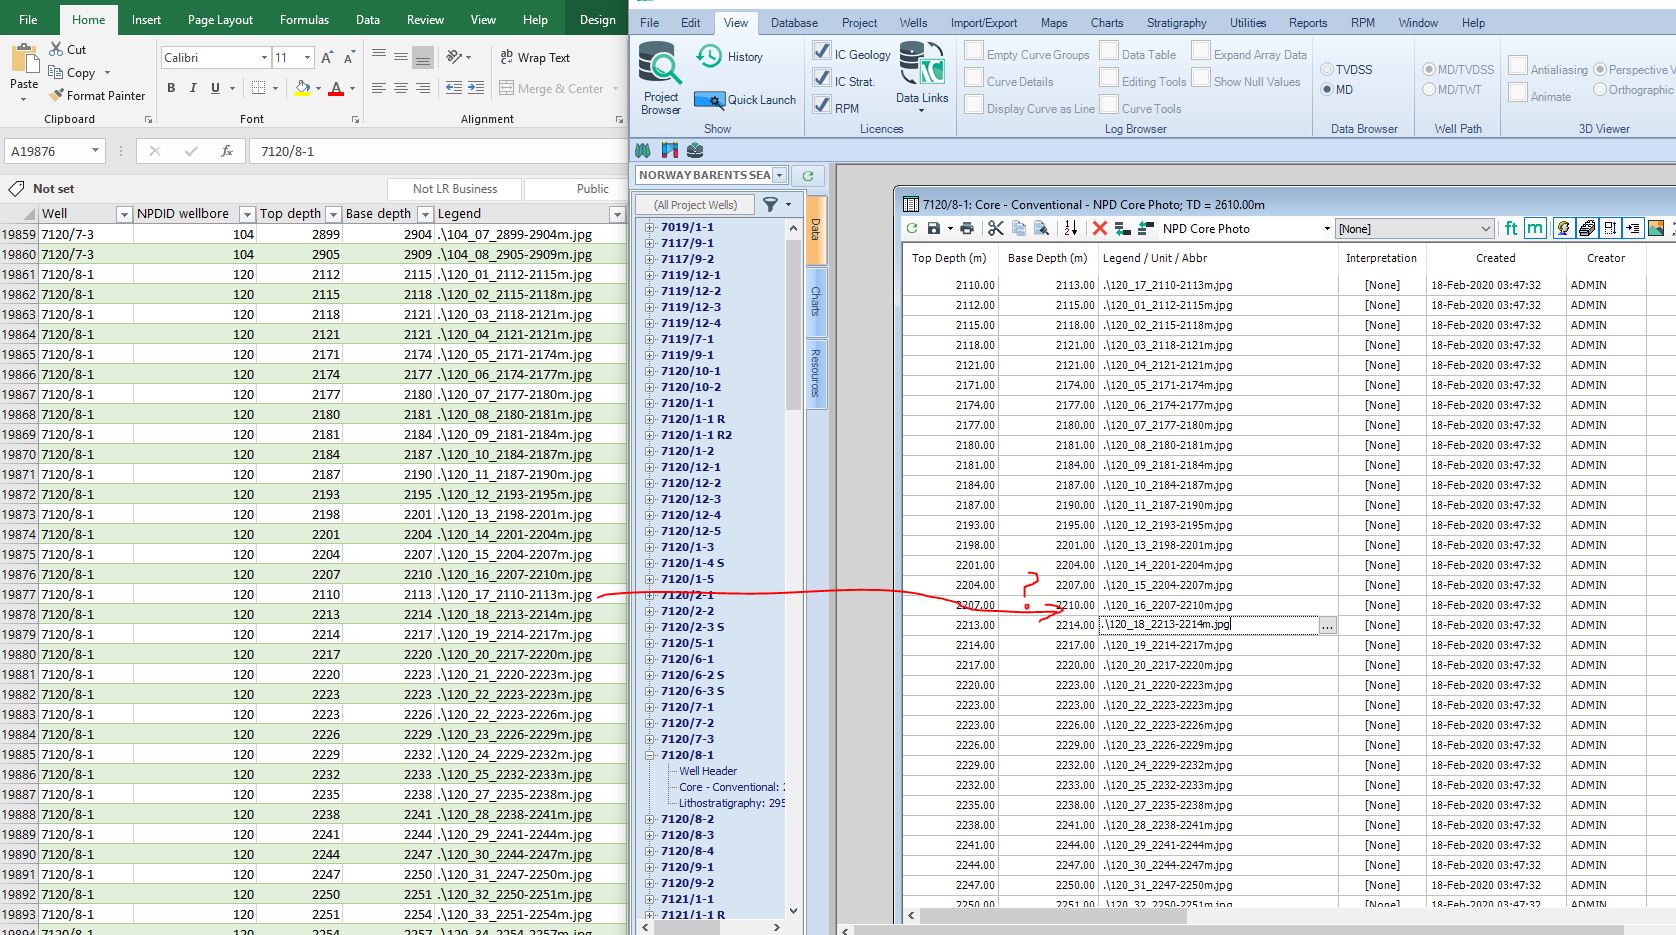 File Home Insert Page Layout Formulas Data Review View Help Design
Cut
Copy
Format Painter
Paste
Clipboard
Calibri 11 A A
B I U A
Font
ab Wrap Text
Merge & Center
Alignment
A19876 fx 7120/8-1
Not set Not LR Business Public
Well NPDID wellbore Top depth Base depth Legend
19859 7120/7-3 104 2899 2904 .\104_07_2899-2904m.jpg
19860 7120/7-3 104 2905 2909 .\104_08_2905-2909m.jpg
19861 7120/8-1 120 2112 2115 .\120_01_2112-2115m.jpg
19862 7120/8-1 120 2115 2118 .\120_02_2115-2118m.jpg
19863 7120/8-1 120 2118 2121 .\120_03_2118-2121m.jpg
19864 7120/8-1 120 2121 2121 .\120_04_2121-2121m.jpg
19865 7120/8-1 120 2171 2174 .\120_05_2171-2174m.jpg
19866 7120/8-1 120 2174 2177 .\120_06_2174-2177m.jpg
19867 7120/8-1 120 2177 2180 .\120_07_2177-2180m.jpg
19868 7120/8-1 120 2180 2181 .\120_08_2180-2181m.jpg
19869 7120/8-1 120 2181 2184 .\120_09_2181-2184m.jpg
19870 7120/8-1 120 2184 2187 .\120_10_2184-2187m.jpg
19871 7120/8-1 120 2187 2190 .\120_11_2187-2190m.jpg
19872 7120/8-1 120 2193 2195 .\120_12_2193-2195m.jpg
19873 7120/8-1 120 2198 2201 .\120_13_2198-2201m.jpg
19874 7120/8-1 120 2201 2204 .\120_14_2201-2204m.jpg
19875 7120/8-1 120 2204 2207 .\120_15_2204-2207m.jpg
19876 7120/8-1 120 2207 2210 .\120_16_2207-2210m.jpg
19877 7120/8-1 120 2110 2113 .\120_17_2110-2113m.jpg
19878 7120/8-1 120 2213 2214 .\120_18_2213-2214m.jpg
19879 7120/8-1 120 2214 2217 .\120_19_2214-2217m.jpg
19880 7120/8-1 120 2217 2220 .\120_20_2217-2220m.jpg
19881 7120/8-1 120 2220 2223 .\120_21_2220-2223m.jpg
19882 7120/8-1 120 2223 2223 .\120_22_2223-2223m.jpg
19883 7120/8-1 120 2223 2226 .\120_22_2223-2226m.jpg
19884 7120/8-1 120 2226 2229 .\120_23_2226-2229m.jpg
19885 7120/8-1 120 2229 2232 .\120_24_2229-2232m.jpg
19886 7120/8-1 120 2232 2233 .\120_25_2232-2233m.jpg
19887 7120/8-1 120 2235 2238 .\120_27_2235-2238m.jpg
19888 7120/8-1 120 2238 2241 .\120_28_2238-2241m.jpg
19889 7120/8-1 120 2241 2244 .\120_29_2241-2244m.jpg
19890 7120/8-1 120 2244 2247 .\120_30_2244-2247m.jpg
19891 7120/8-1 120 2247 2250 .\120_31_2247-2250m.jpg
19892 7120/8-1 120 2250 2251 .\120_32_2250-2251m.jpg
19893 7120/8-1 120 2251 2254 .\120_33_2251-2254m.jpg
19894 7120/8-1 120 2254 2257 .\120_34_2254-2257m.jpg
File Edit View Database Project Wells Import/Export Maps Charts Stratigraphy Utilities Reports RPM Window Help
Project Browser
History
Quick Launch
Show
IC Geology
IC Strat.
RPM
Licences
Data Links
Empty Curve Groups Data Table Expand Array Data
Curve Details Editing Tools Show Null Values
Display Curve as Line Curve Tools
Log Browser
TVDSS
MD
Data Browser
MD/TVDSS
MD/TWT
Well Path
Antialiasing Perspective V
Animate Orthographic
3D Viewer
NORWAY BARENTS SEA
(All Project Wells)
7019/1-1
7117/9-1
7117/9-2
7119/12-1
7119/12-2
7119/12-3
7119/12-4
7119/7-1
7119/9-1
7120/10-1
7120/10-2
7120/1-1
7120/1-1 R
7120/1-1 R2
7120/1-2
7120/12-1
7120/12-2
7120/12-3
7120/12-4
7120/12-5
7120/1-3
7120/1-4 S
7120/1-5
7120/2-1
7120/2-2
7120/2-3 S
7120/5-1
7120/6-1
7120/6-2 S
7120/6-3 S
7120/7-1
7120/7-2
7120/7-3
7120/8-1
Well Header
Core - Conventional: 2
Lithostratigraphy: 295
7120/8-2
7120/8-3
7120/8-4
7120/9-1
7120/9-2
7121/1-1
7121/1-1 R
Data
Charts
Resources
7120/8-1: Core - Conventional - NPD Core Photo; TD = 2610.00m
NPD Core Photo [None] ft m
Top Depth (m) Base Depth (m) Legend / Unit / Abbr Interpretation Created Creator
2110.00 2113.00 .\120_17_2110-2113m.jpg [None] 18-Feb-2020 03:47:32 ADMIN
2112.00 2115.00 .\120_01_2112-2115m.jpg [None] 18-Feb-2020 03:47:32 ADMIN
2115.00 2118.00 .\120_02_2115-2118m.jpg [None] 18-Feb-2020 03:47:32 ADMIN
2118.00 2121.00 .\120_03_2118-2121m.jpg [None] 18-Feb-2020 03:47:32 ADMIN
2121.00 2121.00 .\120_04_2121-2121m.jpg [None] 18-Feb-2020 03:47:32 ADMIN
2171.00 2174.00 .\120_05_2171-2174m.jpg [None] 18-Feb-2020 03:47:32 ADMIN
2174.00 2177.00 .\120_06_2174-2177m.jpg [None] 18-Feb-2020 03:47:32 ADMIN
2177.00 2180.00 .\120_07_2177-2180m.jpg [None] 18-Feb-2020 03:47:32 ADMIN
2180.00 2181.00 .\120_08_2180-2181m.jpg [None] 18-Feb-2020 03:47:32 ADMIN
2181.00 2184.00 .\120_09_2181-2184m.jpg [None] 18-Feb-2020 03:47:32 ADMIN
2184.00 2187.00 .\120_10_2184-2187m.jpg [None] 18-Feb-2020 03:47:32 ADMIN
2187.00 2190.00 .\120_11_2187-2190m.jpg [None] 18-Feb-2020 03:47:32 ADMIN
2193.00 2195.00 .\120_12_2193-2195m.jpg [None] 18-Feb-2020 03:47:32 ADMIN
2198.00 2201.00 .\120_13_2198-2201m.jpg [None] 18-Feb-2020 03:47:32 ADMIN
2201.00 2204.00 .\120_14_2201-2204m.jpg [None] 18-Feb-2020 03:47:32 ADMIN
2204.00 2207.00 .\120_15_2204-2207m.jpg [None] 18-Feb-2020 03:47:32 ADMIN
?
2207.00 2210.00 .\120_16_2207-2210m.jpg [None] 18-Feb-2020 03:47:32 ADMIN
2213.00 2214.00 .\120_18_2213-2214m.jpg ... [None] 18-Feb-2020 03:47:32 ADMIN
2214.00 2217.00 .\120_19_2214-2217m.jpg [None] 18-Feb-2020 03:47:32 ADMIN
2217.00 2220.00 .\120_20_2217-2220m.jpg [None] 18-Feb-2020 03:47:32 ADMIN
2220.00 2223.00 .\120_21_2220-2223m.jpg [None] 18-Feb-2020 03:47:32 ADMIN
2223.00 2223.00 .\120_22_2223-2223m.jpg [None] 18-Feb-2020 03:47:32 ADMIN
2223.00 2226.00 .\120_22_2223-2226m.jpg [None] 18-Feb-2020 03:47:32 ADMIN
2226.00 2229.00 .\120_23_2226-2229m.jpg [None] 18-Feb-2020 03:47:32 ADMIN
2229.00 2232.00 .\120_24_2229-2232m.jpg [None] 18-Feb-2020 03:47:32 ADMIN
2232.00 2233.00 .\120_25_2232-2233m.jpg [None] 18-Feb-2020 03:47:32 ADMIN
2235.00 2238.00 .\120_27_2235-2238m.jpg [None] 18-Feb-2020 03:47:32 ADMIN
2238.00 2241.00 .\120_28_2238-2241m.jpg [None] 18-Feb-2020 03:47:32 ADMIN
2241.00 2244.00 .\120_29_2241-2244m.jpg [None] 18-Feb-2020 03:47:32 ADMIN
2244.00 2247.00 .\120_30_2244-2247m.jpg [None] 18-Feb-2020 03:47:32 ADMIN
2247.00 2250.00 .\120_31_2247-2250m.jpg [None] 18-Feb-2020 03:47:32 ADMIN
2250.00 2251.00 .\120_32_2250-2251m.jpg [None] 18-Feb-2020 03:47:32 ADMIN